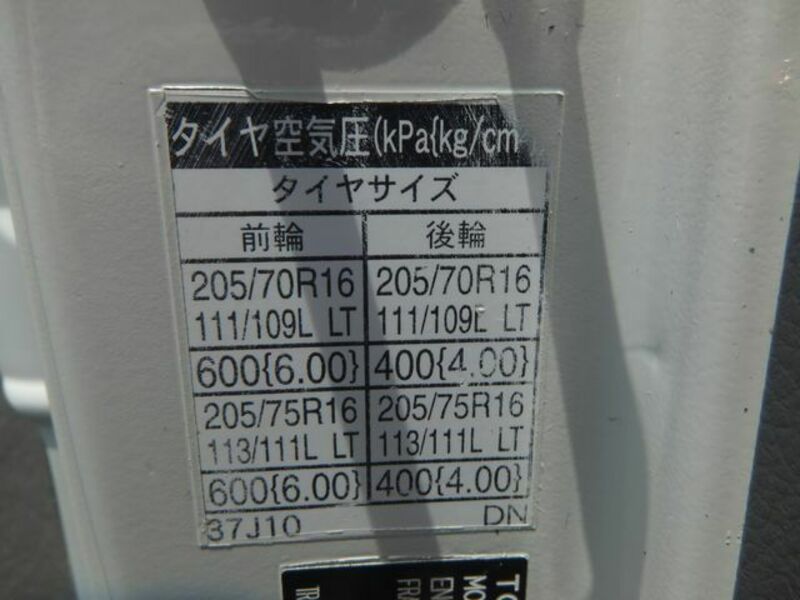 タイヤ空気圧(kPa{kg/cm
タイヤサイズ
前輪 後輪
205/70R16 205/70R16
111/109L LT 111/109L LT
600{6.00} 400{4.00}
205/75R16 205/75R16
113/111L LT 113/111L LT
600{6.00} 400{4.00}
37J10 DN